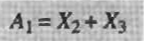 A₁ = X₂ + X₃